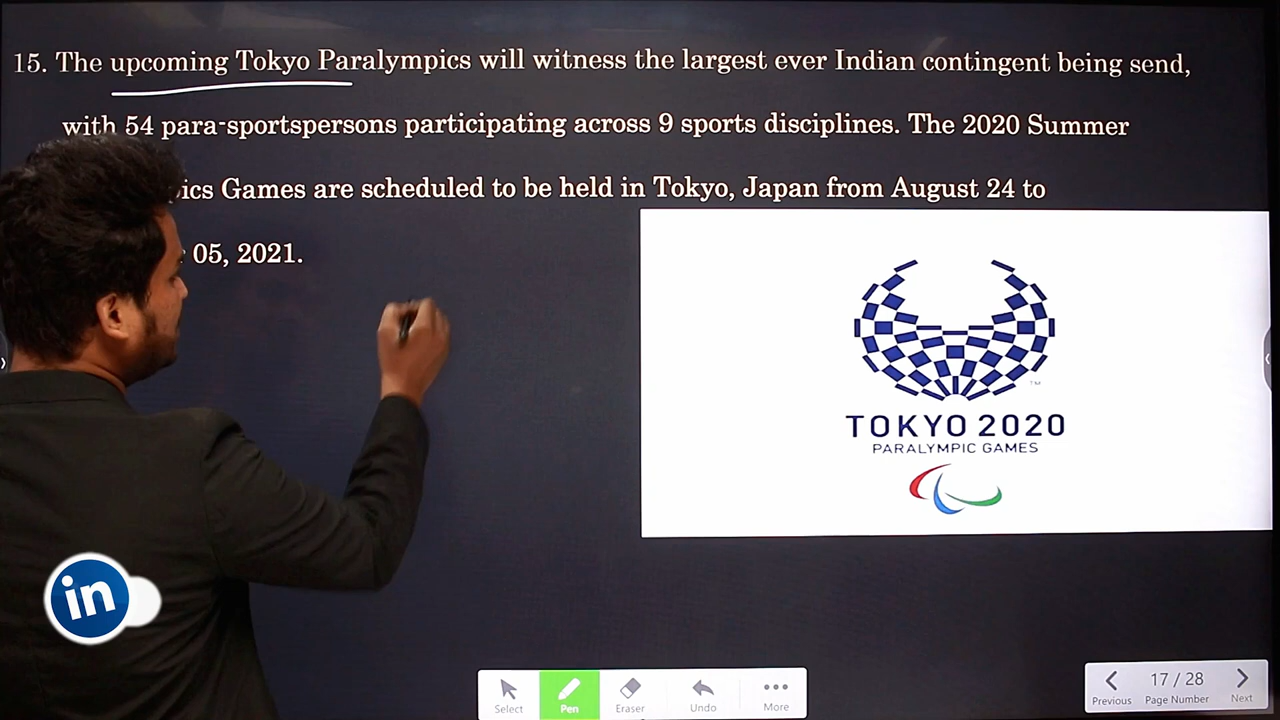 15. The upcoming Tokyo Paralympics will witness the largest ever Indian contingent being send,
with 54 para-sportspersons participating across 9 sports disciplines. The 2020 Summer
ics Games are scheduled to be held in Tokyo, Japan from August 24 to
05, 2021.
TM
TOKYO 2020
PARALYMPIC GAMES
in
Select
Pen
Eraser
Undo
More
17 / 28
Previous Page Number Next